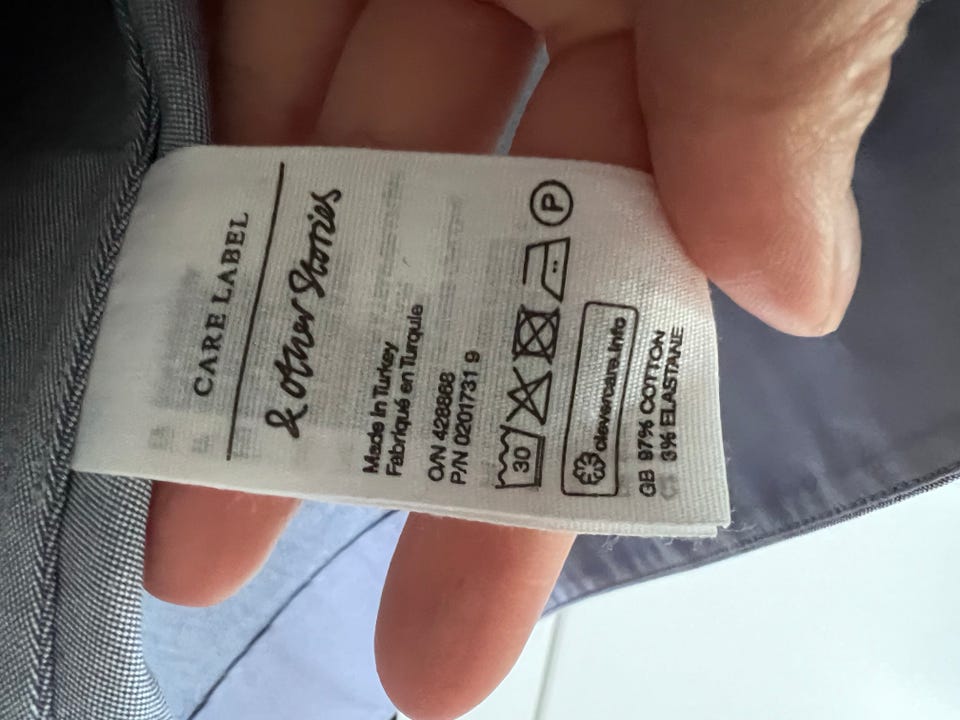 CARE LABEL
& Other Stories
Made in Turkey
Fabriqué en Turquie
O/N 428868
P/N 0201731 9
30 P
clevercare.info
GB 97% COTTON
3% ELASTANE